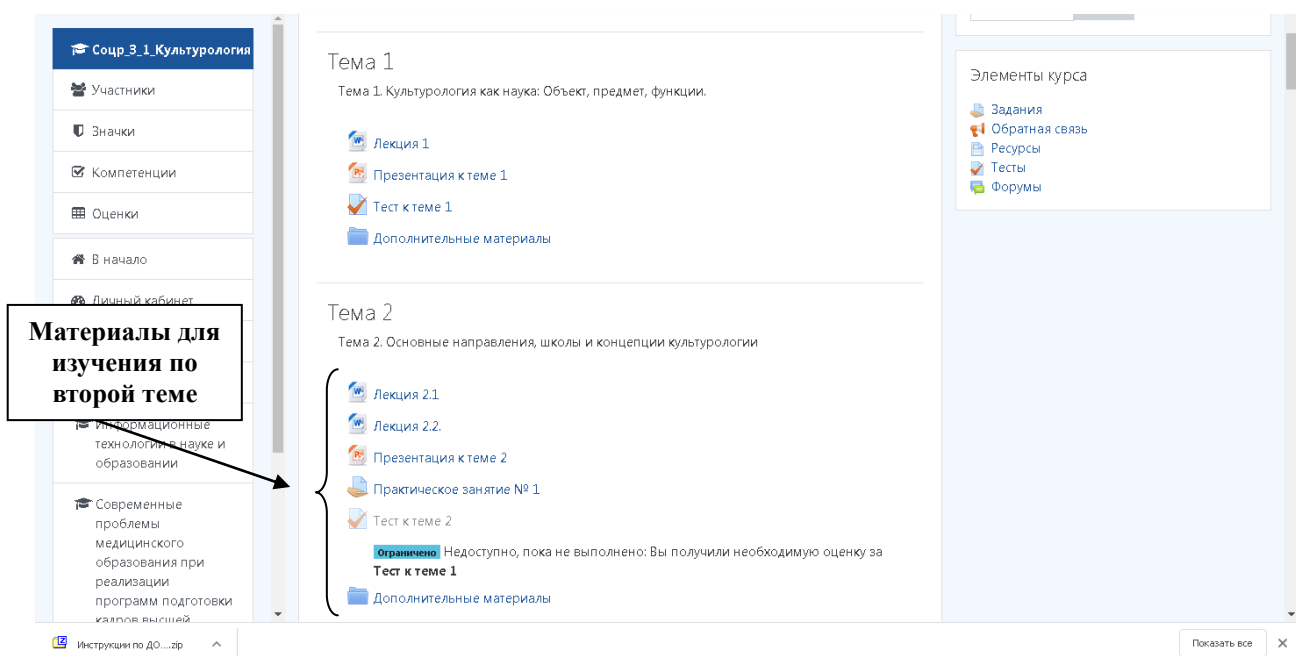 Соцр_3_1_Культурология
Участники
Значки
Компетенции
Оценки
В начало
Личный кабинет
Материалы для
изучения по
второй теме
Информационные
технологии в науке и
образовании
Современные
проблемы
медицинского
образования при
реализации
программ подготовки
кадров высшей
Тема 1
Тема 1. Культурология как наука: Объект, предмет, функции.
Лекция 1
Презентация к теме 1
Тест к теме 1
Дополнительные материалы
Тема 2
Тема 2. Основные направления, школы и концепции культурологии
Лекция 2.1
Лекция 2.2.
Презентация к теме 2
Практическое занятие № 1
Тест к теме 2
Ограничено Недоступно, пока не выполнено: Вы получили необходимую оценку за
Тест к теме 1
Дополнительные материалы
Элементы курса
Задания
Обратная связь
Ресурсы
Тесты
Форумы
Инструкции по ДО....zip
Показать все